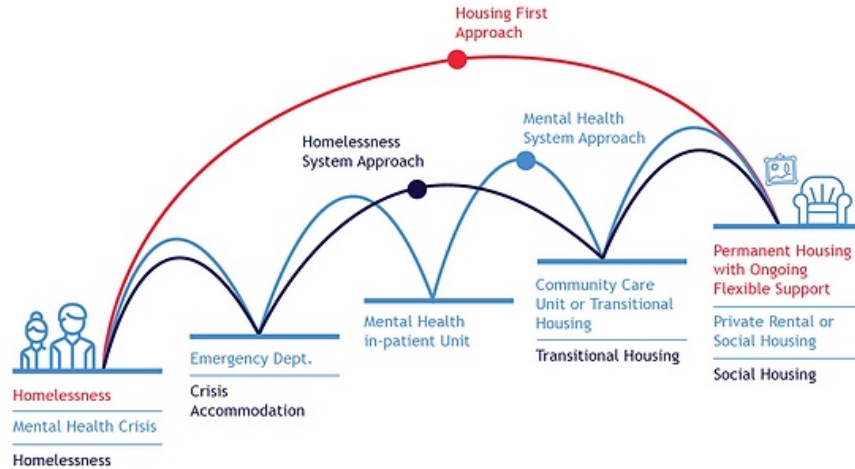 Housing First
Approach
Homelessness
System Approach
Mental Health
System Approach
Homelessness
Mental Health Crisis
Homelessness
Emergency Dept.
Crisis
Accommodation
Mental Health
in-patient Unit
Community Care
Unit or Transitional
Housing
Transitional Housing
Permanent Housing
with Ongoing
Flexible Support
Private Rental or
Social Housing
Social Housing